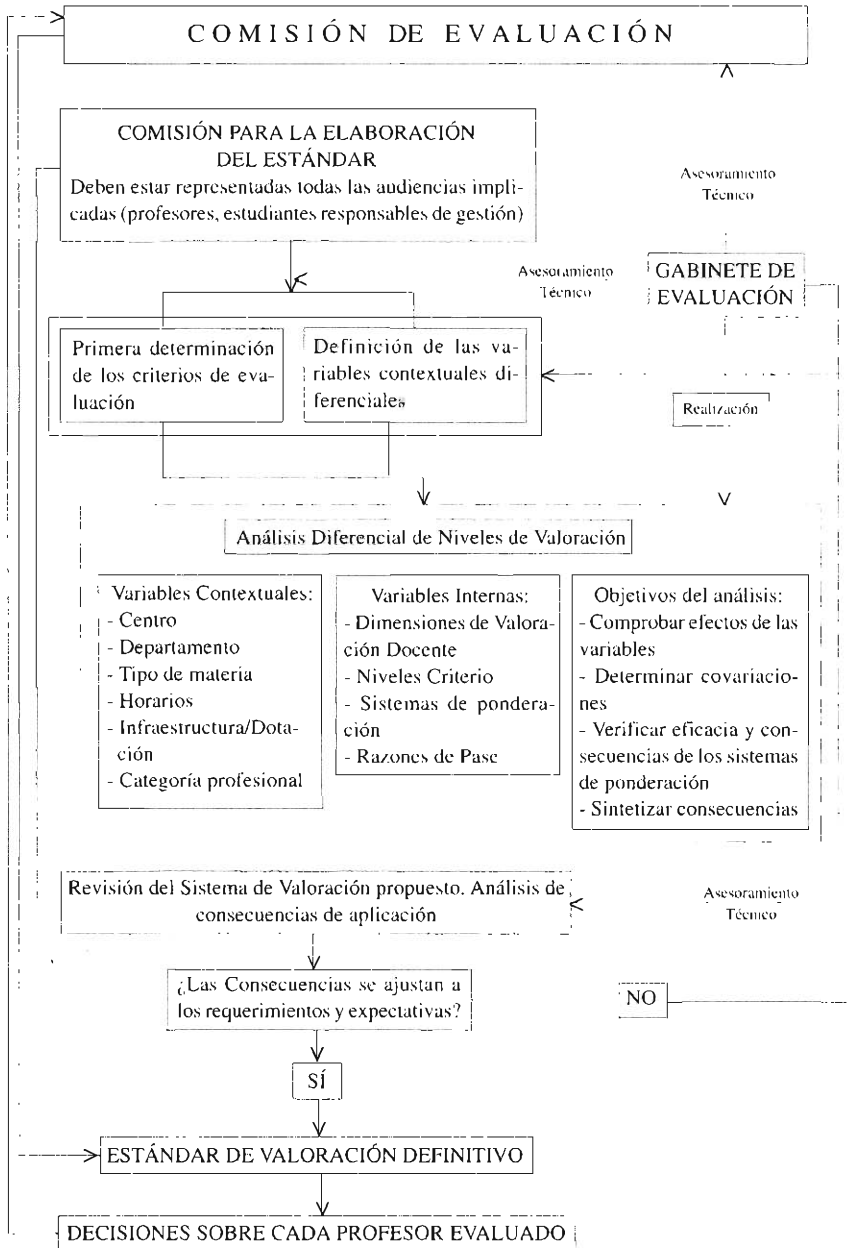 COMISIÓN DE EVALUACIÓN
COMISIÓN PARA LA ELABORACIÓN
DEL ESTÁNDAR
Deben estar representadas todas las audiencias impli-
cadas (profesores, estudiantes responsables de gestión)
Asesoramiento
Técnico
Asesoramiento
Técnico
GABINETE DE
EVALUACIÓN
Primera determinación
de los criterios de eva-
luación
Definición de las va-
riables contextuales di-
ferenciales
Realización
Análisis Diferencial de Niveles de Valoración
Variables Contextuales:
- Centro
- Departamento
- Tipo de materia
- Horarios
- Infraestructura/Dota-
ción
- Categoría profesional
Variables Internas:
- Dimensiones de Valora-
ción Docente
- Niveles Criterio
- Sistemas de pondera-
ción
- Razones de Pase
Objetivos del análisis:
- Comprobar efectos de las
variables
- Determinar covariacio-
nes
- Verificar eficacia y con-
secuencias de los sistemas
de ponderación
- Sintetizar consecuencias
Revisión del Sistema de Valoración propuesto. Análisis de
consecuencias de aplicación
Asesoramiento
Técnico
¿Las Consecuencias se ajustan a
los requerimientos y expectativas?
NO
SÍ
ESTÁNDAR DE VALORACIÓN DEFINITIVO
DECISIONES SOBRE CADA PROFESOR EVALUADO